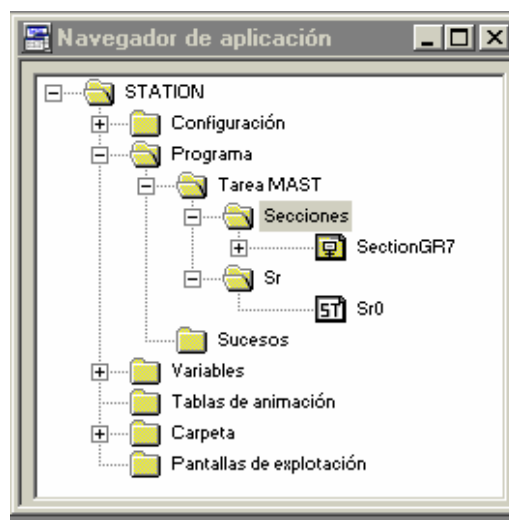 Navegador de aplicación
STATION
Configuración
Programa
Tarea MAST
Secciones
SectionGR7
Sr
ST Sr0
Sucesos
Variables
Tablas de animación
Carpeta
Pantallas de explotación